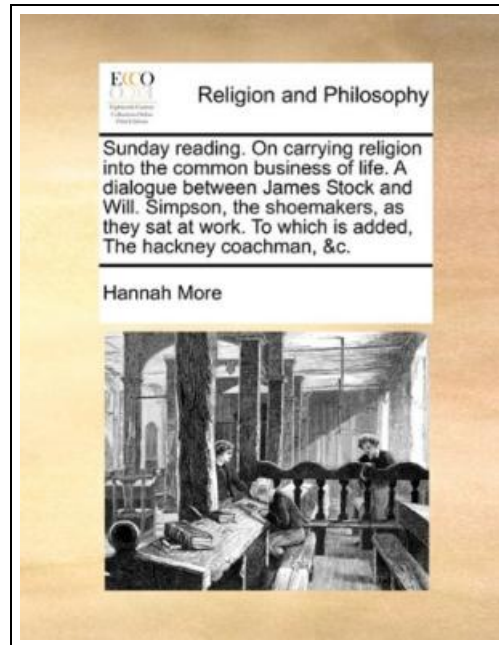 ECCO
Religion and Philosophy
Sunday reading. On carrying religion
into the common business of life. A
dialogue between James Stock and
Will. Simpson, the shoemakers, as
they sat at work. To which is added,
The hackney coachman, &c.
Hannah More